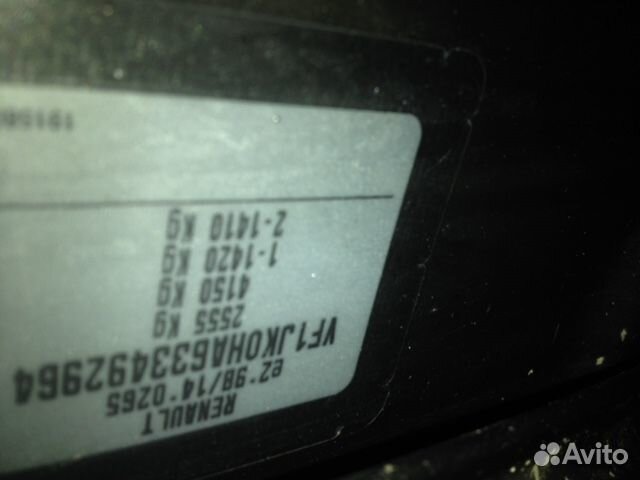 RENAULT
e2*98/14*0265
VF1JK0HA633492964
2555 Kg
4150 Kg
1-1420 Kg
2-1410 Kg
Avito